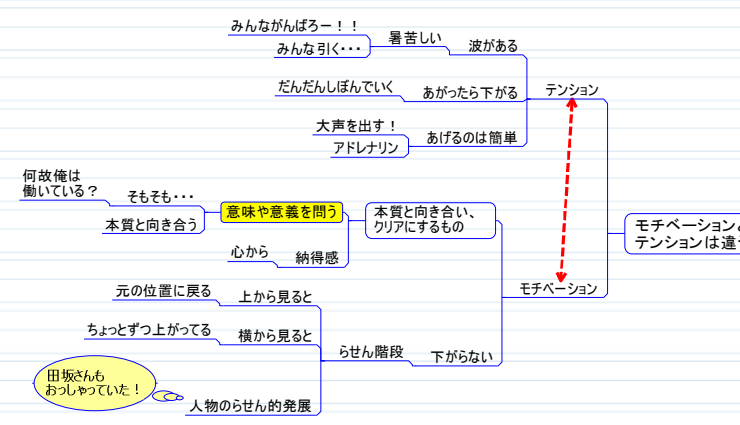 みんながんばろー！！
みんな引く・・・
暑苦しい
波がある
だんだんしぼんでいく
あがったら下がる
テンション
大声を出す！
アドレナリン
あげるのは簡単
何故俺は
働いている？
そもそも・・・
本質と向き合う
意味や意義を問う
本質と向き合い、
クリアにするもの
心から
納得感
モチベーション
テンションは違
元の位置に戻る
上から見ると
モチベーション
ちょっとずつ上がってる
横から見ると
らせん階段
下がらない
田坂さんも
おっしゃっていた！
人物のらせん的発展